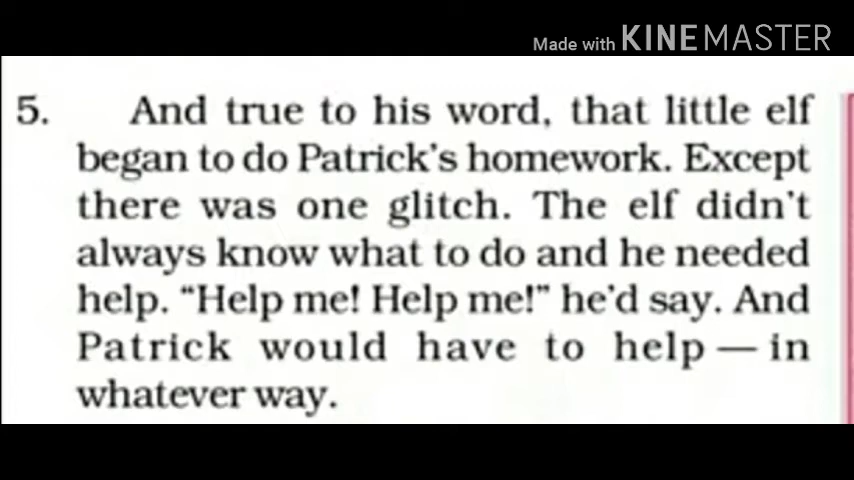 Made with KINEMASTER
5. And true to his word, that little elf
began to do Patrick's homework. Except
there was one glitch. The elf didn't
always know what to do and he needed
help. “Help me! Help me!” he'd say. And
Patrick would have to help — in
whatever way.